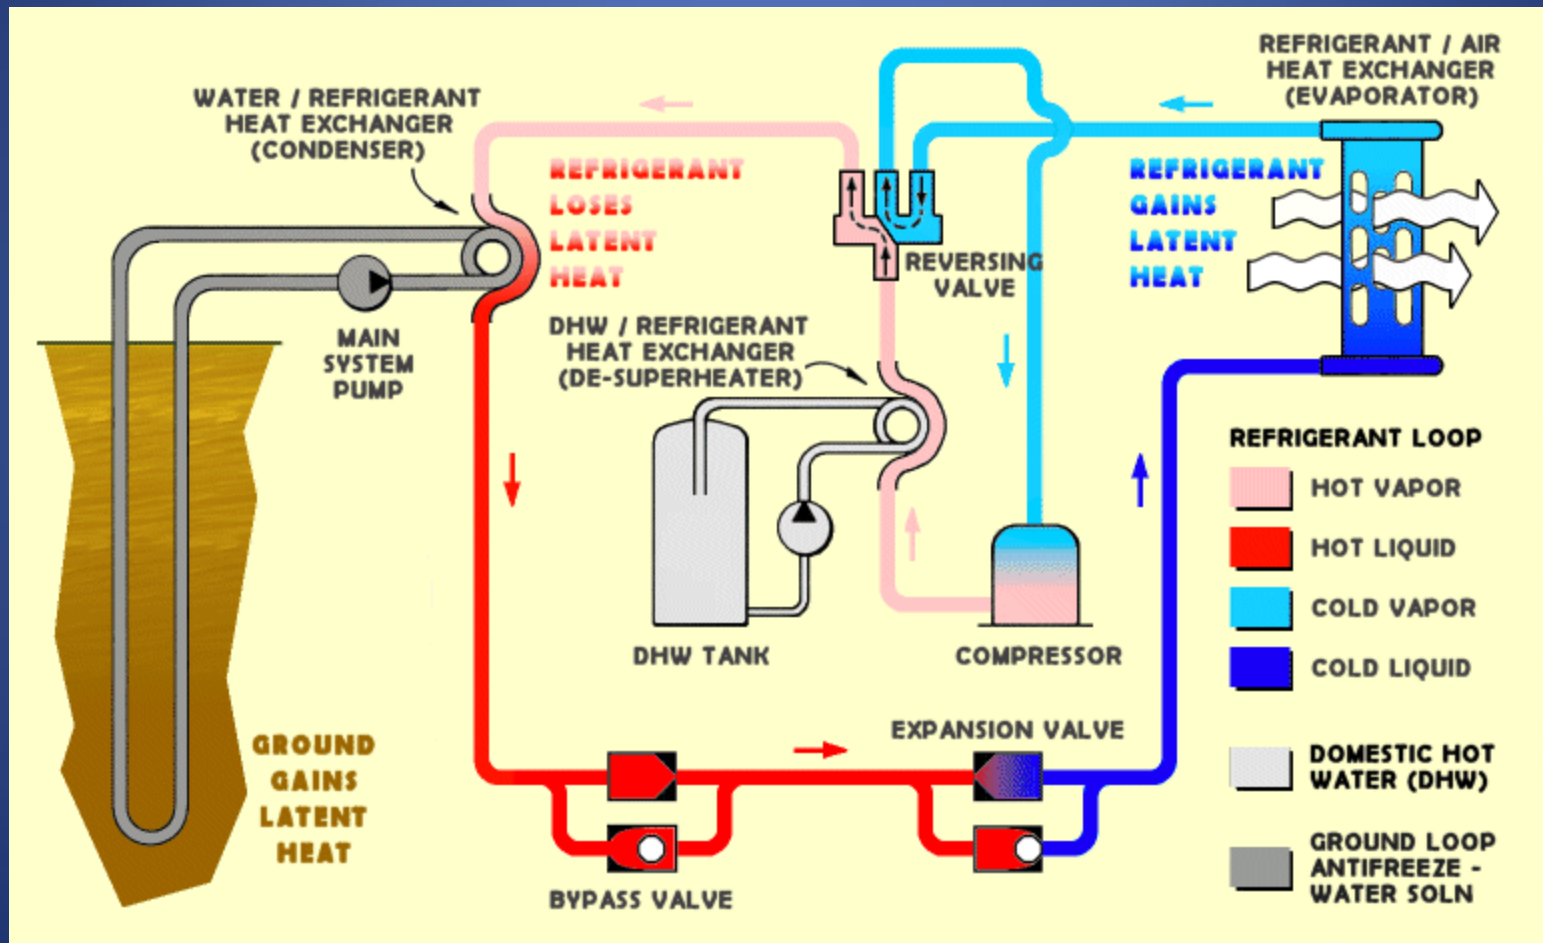 WATER / REFRIGERANT
HEAT EXCHANGER
(CONDENSER)
REFRIGERANT / AIR
HEAT EXCHANGER
(EVAPORATOR)
REFRIGERANT
LOSES
LATENT
HEAT
REFRIGERANT
GAINS
LATENT
HEAT
REVERSING
VALVE
MAIN
SYSTEM
PUMP
DHW / REFRIGERANT
HEAT EXCHANGER
(DE-SUPERHEATER)
DHW TANK
COMPRESSOR
GROUND
GAINS
LATENT
HEAT
EXPANSION VALVE
BYPASS VALVE
REFRIGERANT LOOP
HOT VAPOR
HOT LIQUID
COLD VAPOR
COLD LIQUID
DOMESTIC HOT
WATER (DHW)
GROUND LOOP
ANTIFREEZE -
WATER SOLN